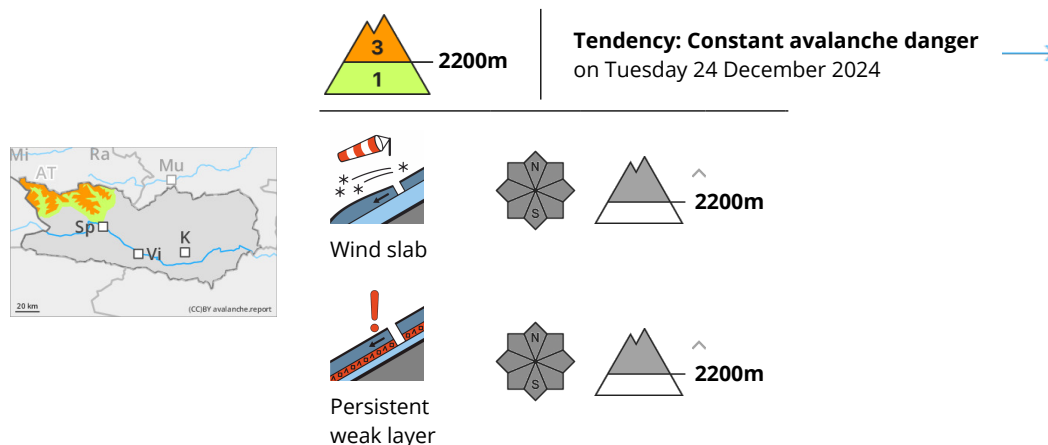 3
1
2200m
Tendency: Constant avalanche danger
on Tuesday 24 December 2024
Mi
Ra
AT
Mu
Sp
Vi
K
20 km
(CC)BY avalanche.report
N
S
2200m
Wind slab
N
S
2200m
Persistent
weak layer